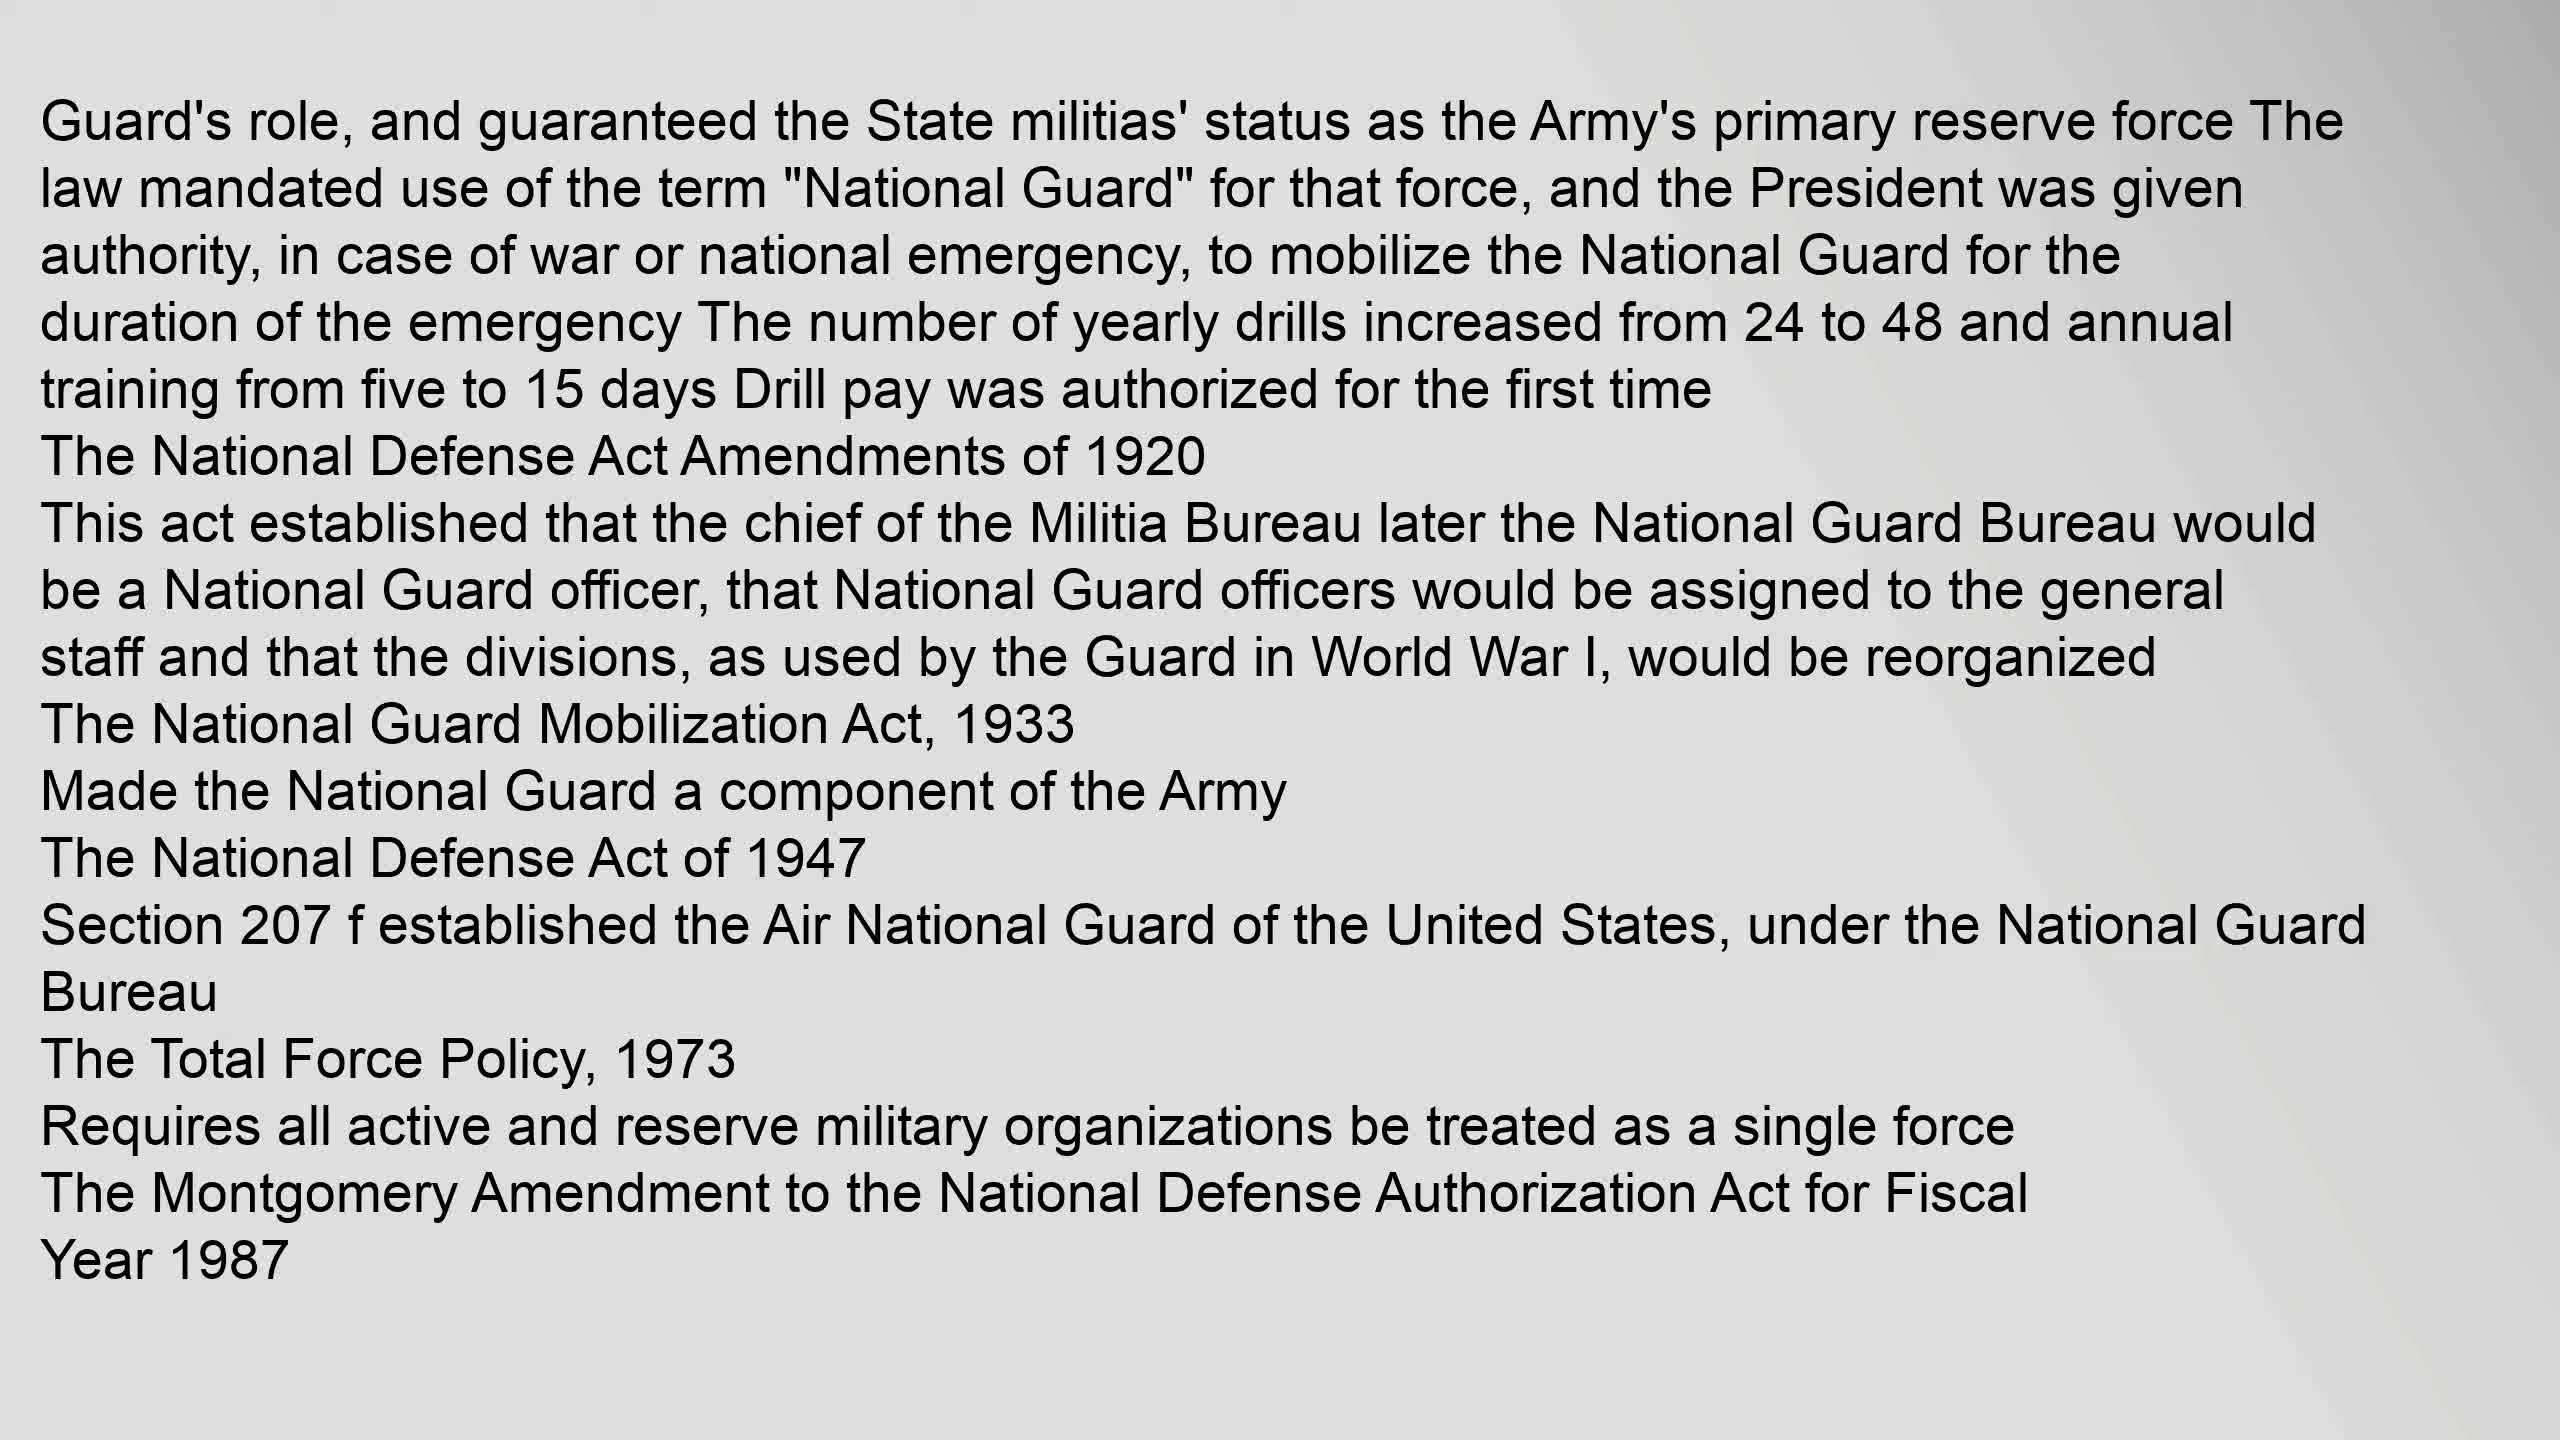 Guard's role, and guaranteed the State militias' status as the Army's primary reserve force The
law mandated use of the term "National Guard" for that force, and the President was given
authority, in case of war or national emergency, to mobilize the National Guard for the
duration of the emergency The number of yearly drills increased from 24 to 48 and annual
training from five to 15 days Drill pay was authorized for the first time
The National Defense Act Amendments of 1920
This act established that the chief of the Militia Bureau later the National Guard Bureau would
be a National Guard officer, that National Guard officers would be assigned to the general
staff and that the divisions, as used by the Guard in World War I, would be reorganized
The National Guard Mobilization Act, 1933
Made the National Guard a component of the Army
The National Defense Act of 1947
Section 207 f established the Air National Guard of the United States, under the National Guard
Bureau
The Total Force Policy, 1973
Requires all active and reserve military organizations be treated as a single force
The Montgomery Amendment to the National Defense Authorization Act for Fiscal
Year 1987